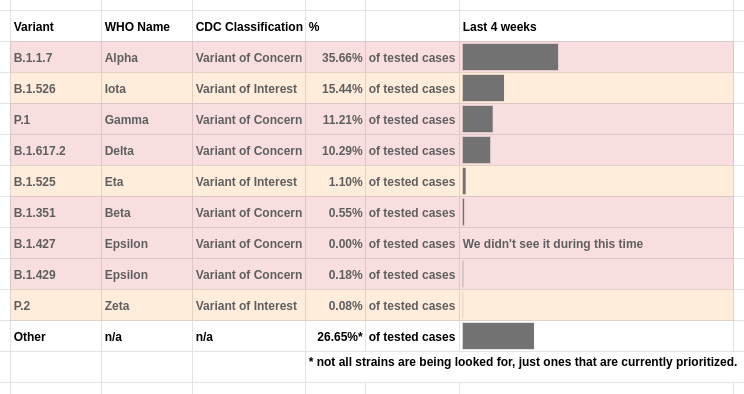 Variant WHO Name CDC Classification % Last 4 weeks
B.1.1.7 Alpha Variant of Concern 35.66% of tested cases
B.1.526 Iota Variant of Interest 15.44% of tested cases
P.1 Gamma Variant of Concern 11.21% of tested cases
B.1.617.2 Delta Variant of Concern 10.29% of tested cases
B.1.525 Eta Variant of Interest 1.10% of tested cases
B.1.351 Beta Variant of Concern 0.55% of tested cases
B.1.427 Epsilon Variant of Concern 0.00% of tested cases We didn't see it during this time
B.1.429 Epsilon Variant of Concern 0.18% of tested cases
P.2 Zeta Variant of Interest 0.08% of tested cases
Other n/a n/a 26.65%* of tested cases
* not all strains are being looked for, just ones that are currently prioritized.